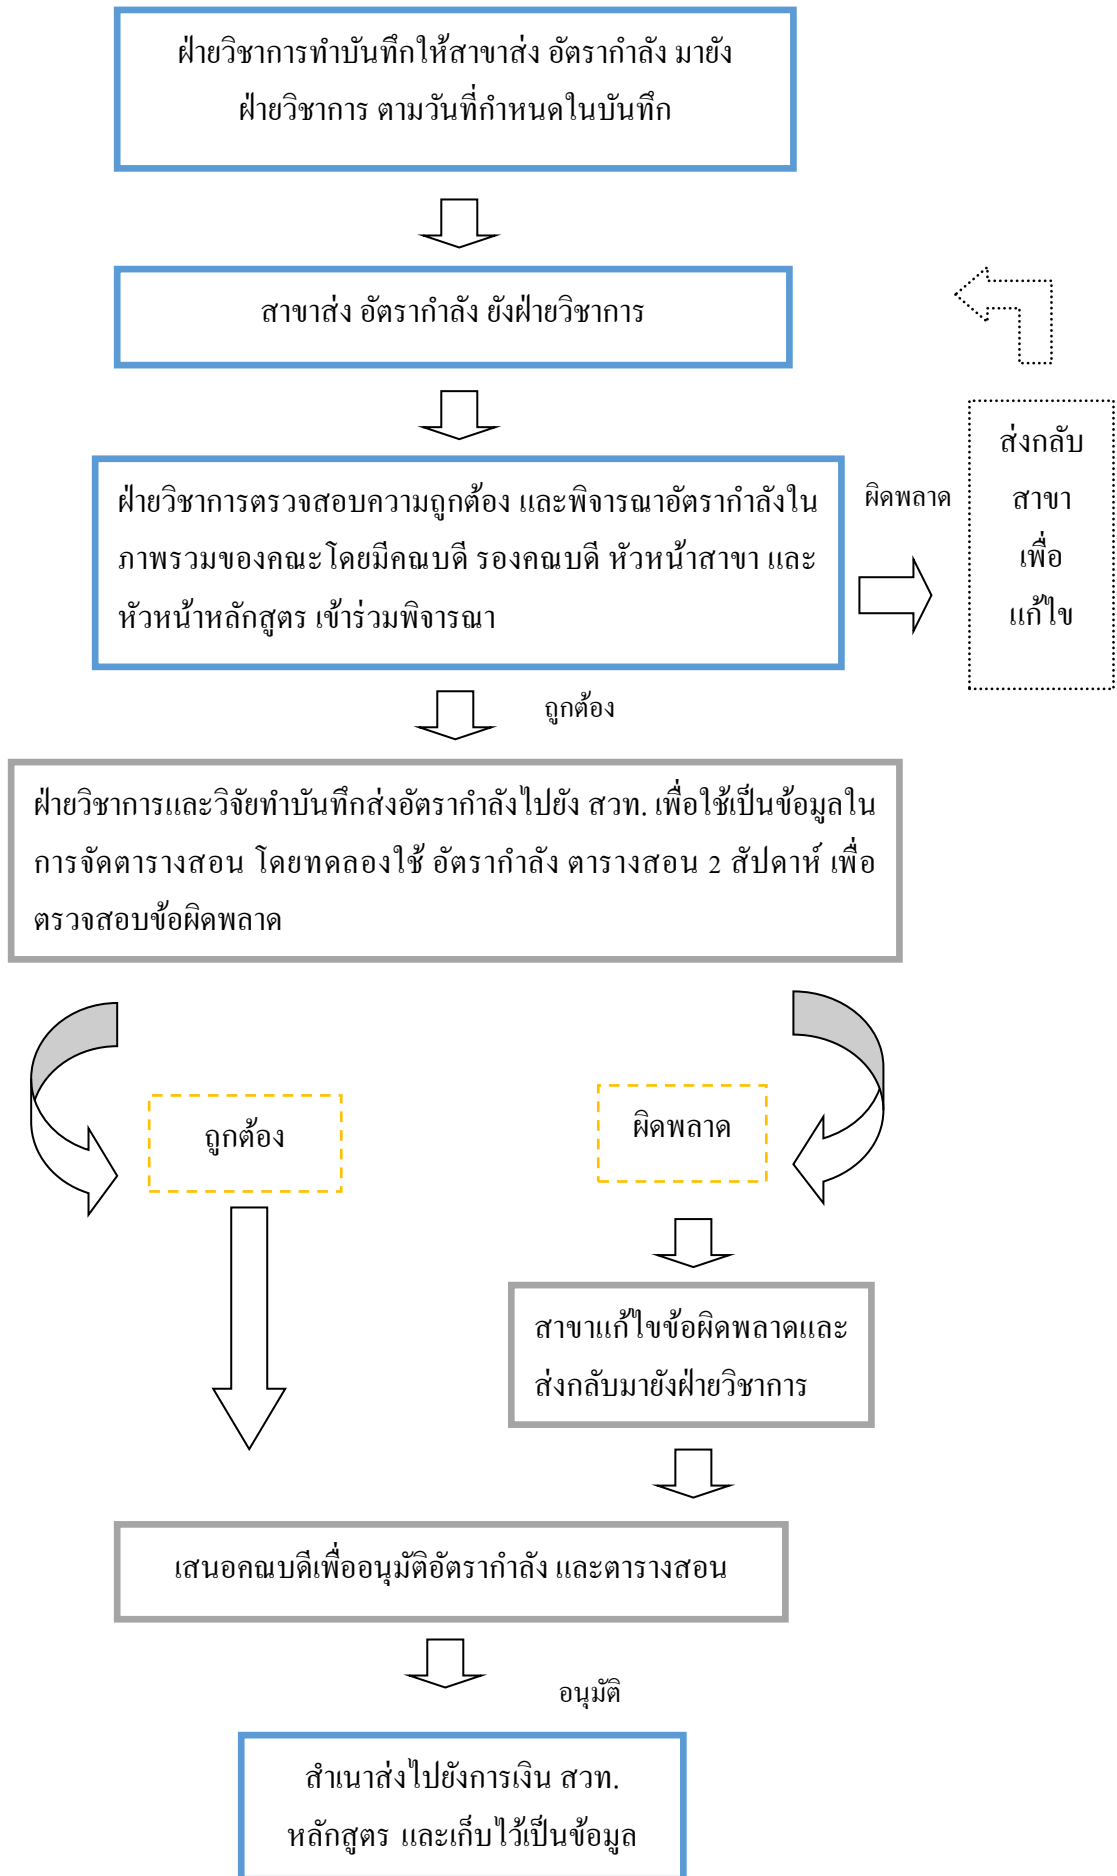 ฝ่ายวิชาการทำบันทึกให้สาขาส่ง อัตรากำลัง มายัง
ฝ่ายวิชาการ ตามวันที่กำหนดในบันทึก
สาขาส่ง อัตรากำลัง ยังฝ่ายวิชาการ
ฝ่ายวิชาการตรวจสอบความถูกต้อง และพิจารณาอัตรากำลังใน
ภาพรวมของคณะโดยมีคณบดี รองคณบดี หัวหน้าสาขา และ
หัวหน้าหลักสูตร เข้าร่วมพิจารณา
ผิดพลาด
ส่งกลับ
สาขา
เพื่อ
แก้ไข
ถูกต้อง
ฝ่ายวิชาการและวิจัยทำบันทึกส่งอัตรากำลังไปยัง สวท. เพื่อใช้เป็นข้อมูลใน
การจัดตารางสอน โดยทดลองใช้ อัตรากำลัง ตารางสอน 2 สัปดาห์ เพื่อ
ตรวจสอบข้อผิดพลาด
ถูกต้อง
ผิดพลาด
สาขาแก้ไขข้อผิดพลาดและ
ส่งกลับมายังฝ่ายวิชาการ
เสนอคณบดีเพื่ออนุมัติอัตรากำลัง และตารางสอน
อนุมัติ
สำเนาส่งไปยังการเงิน สวท.
หลักสูตร และเก็บไว้เป็นข้อมูล